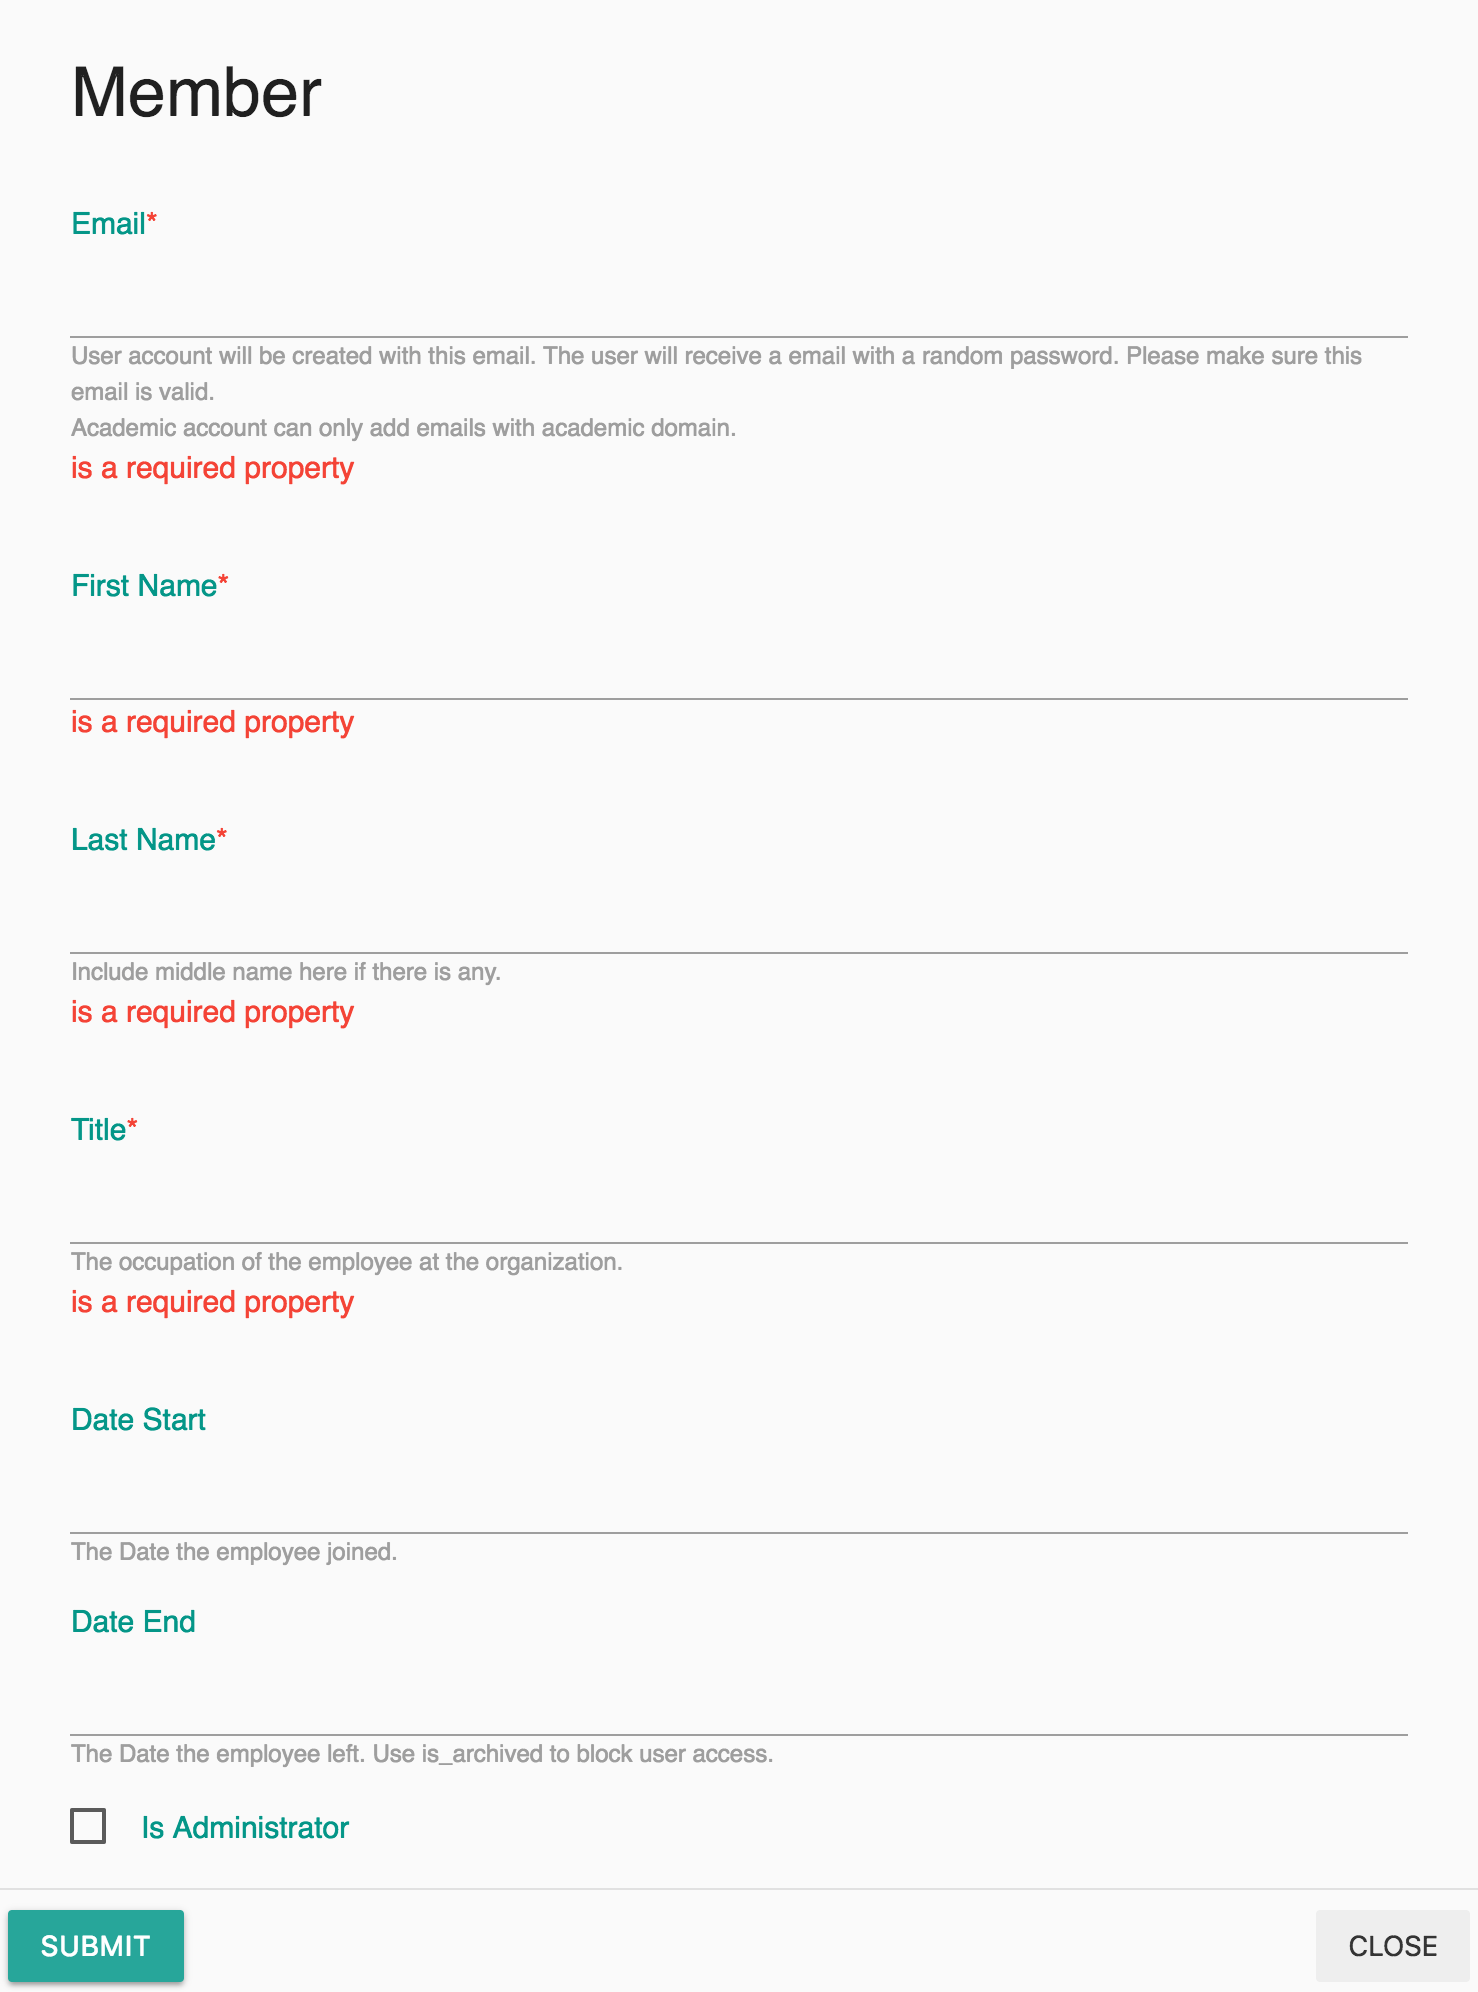 Member
Email*
User account will be created with this email. The user will receive a email with a random password. Please make sure this
email is valid.
Academic account can only add emails with academic domain.
is a required property
First Name*
is a required property
Last Name*
Include middle name here if there is any.
is a required property
Title*
The occupation of the employee at the organization.
is a required property
Date Start
The Date the employee joined.
Date End
The Date the employee left. Use is_archived to block user access.
Is Administrator
SUBMIT
CLOSE